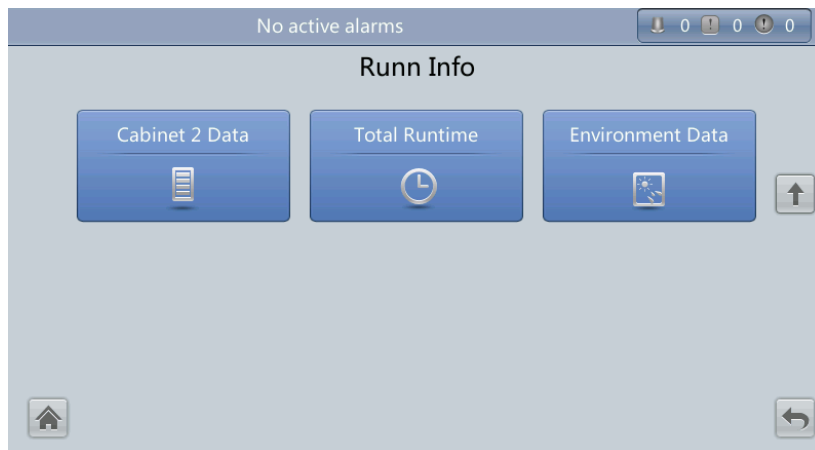 No active alarms 0 0 0
Runn Info
Cabinet 2 Data Total Runtime Environment Data